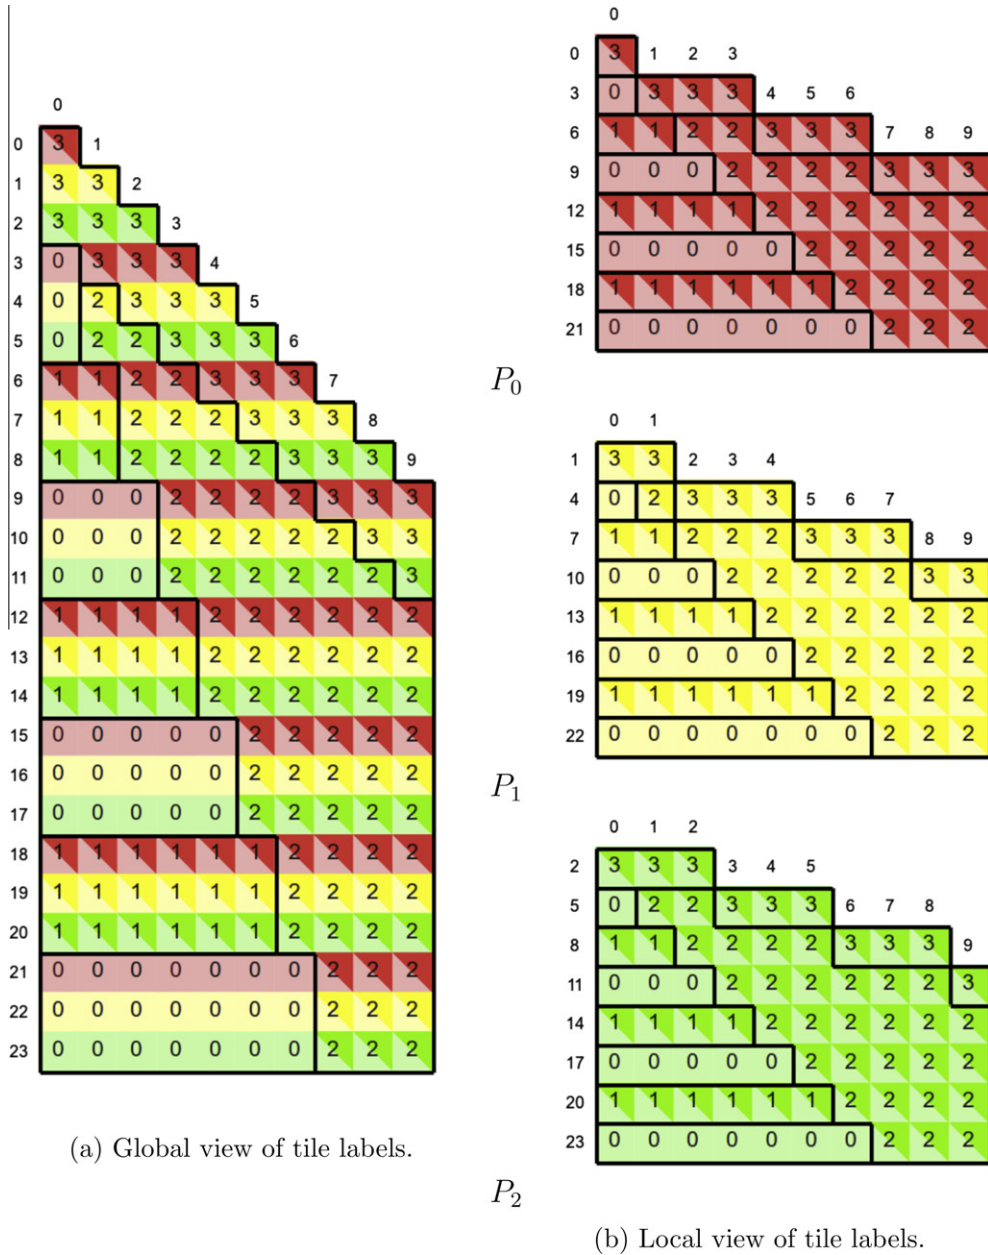 0
0 3 1
1 3 3 2
2 3 3 3 3
3 0 3 3 3 4
4 0 2 3 3 3 5
5 0 2 2 3 3 3 6
6 1 1 2 2 3 3 3 7
7 1 1 2 2 2 3 3 3 8
8 1 1 2 2 2 2 3 3 3 9
9 0 0 0 2 2 2 2 3 3 3
10 0 0 0 2 2 2 2 2 3 3
11 0 0 0 2 2 2 2 2 2 3
12 1 1 1 1 2 2 2 2 2 2
13 1 1 1 1 2 2 2 2 2 2
14 1 1 1 1 2 2 2 2 2 2
15 0 0 0 0 0 2 2 2 2 2
16 0 0 0 0 0 2 2 2 2 2
17 0 0 0 0 0 2 2 2 2 2
18 1 1 1 1 1 1 2 2 2 2
19 1 1 1 1 1 1 2 2 2 2
20 1 1 1 1 1 1 2 2 2 2
21 0 0 0 0 0 0 0 2 2 2
22 0 0 0 0 0 0 0 2 2 2
23 0 0 0 0 0 0 0 2 2 2
(a) Global view of tile labels.
0
0 3 1 2 3
3 0 3 3 3 4 5 6
6 1 1 2 2 3 3 3 7 8 9
9 0 0 0 2 2 2 2 3 3 3
12 1 1 1 1 2 2 2 2 2 2
15 0 0 0 0 0 2 2 2 2 2
18 1 1 1 1 1 1 2 2 2 2
21 0 0 0 0 0 0 0 2 2 2
P0
0 1
1 3 3 2 3 4
4 0 2 3 3 3 5 6 7
7 1 1 2 2 2 3 3 3 8 9
10 0 0 0 2 2 2 2 2 3 3
13 1 1 1 1 2 2 2 2 2 2
16 0 0 0 0 0 2 2 2 2 2
19 1 1 1 1 1 1 2 2 2 2
22 0 0 0 0 0 0 0 2 2 2
P1
0 1 2
2 3 3 3 3 4 5
5 0 2 2 3 3 3 6 7 8
8 1 1 2 2 2 2 3 3 3 9
11 0 0 0 2 2 2 2 2 2 3
14 1 1 1 1 2 2 2 2 2 2
17 0 0 0 0 0 2 2 2 2 2
20 1 1 1 1 1 1 2 2 2 2
23 0 0 0 0 0 0 0 2 2 2
P2
(b) Local view of tile labels.